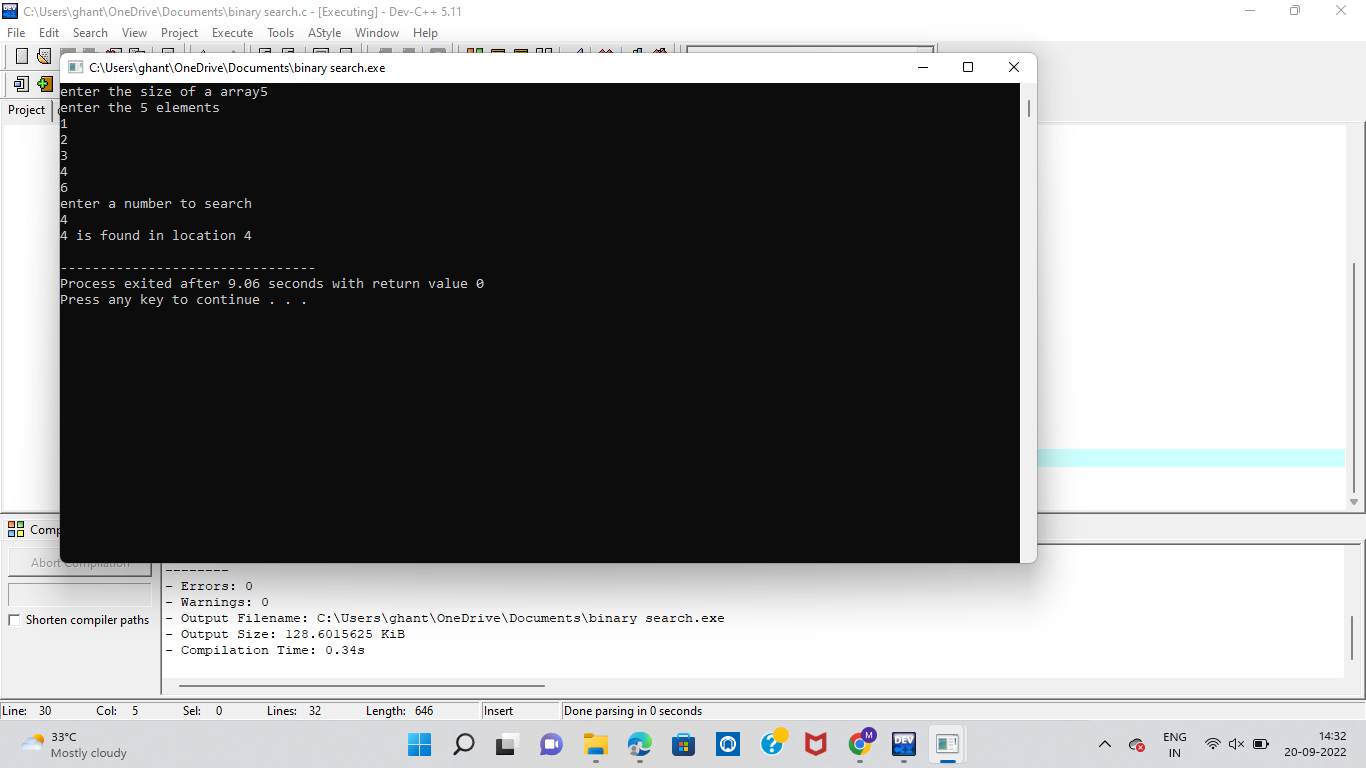 C:\Users\ghant\OneDrive\Documents\binary search.c - [Executing] - Dev-C++ 5.11
File Edit Search View Project Execute Tools AStyle Window Help
C:\Users\ghant\OneDrive\Documents\binary search.exe
Project
enter the size of a array5
enter the 5 elements
1
2
3
4
6
enter a number to search
4
4 is found in location 4
--------------------------------
Process exited after 9.06 seconds with return value 0
Press any key to continue . . .
Abort Compilation
Shorten compiler paths
--------
- Errors: 0
- Warnings: 0
- Output Filename: C:\Users\ghant\OneDrive\Documents\binary search.exe
- Output Size: 128.6015625 KiB
- Compilation Time: 0.34s
Line: 30 Col: 5 Sel: 0 Lines: 32 Length: 646 Insert Done parsing in 0 seconds
33°C
Mostly cloudy
M
DEV
ENG
IN
14:32
20-09-2022